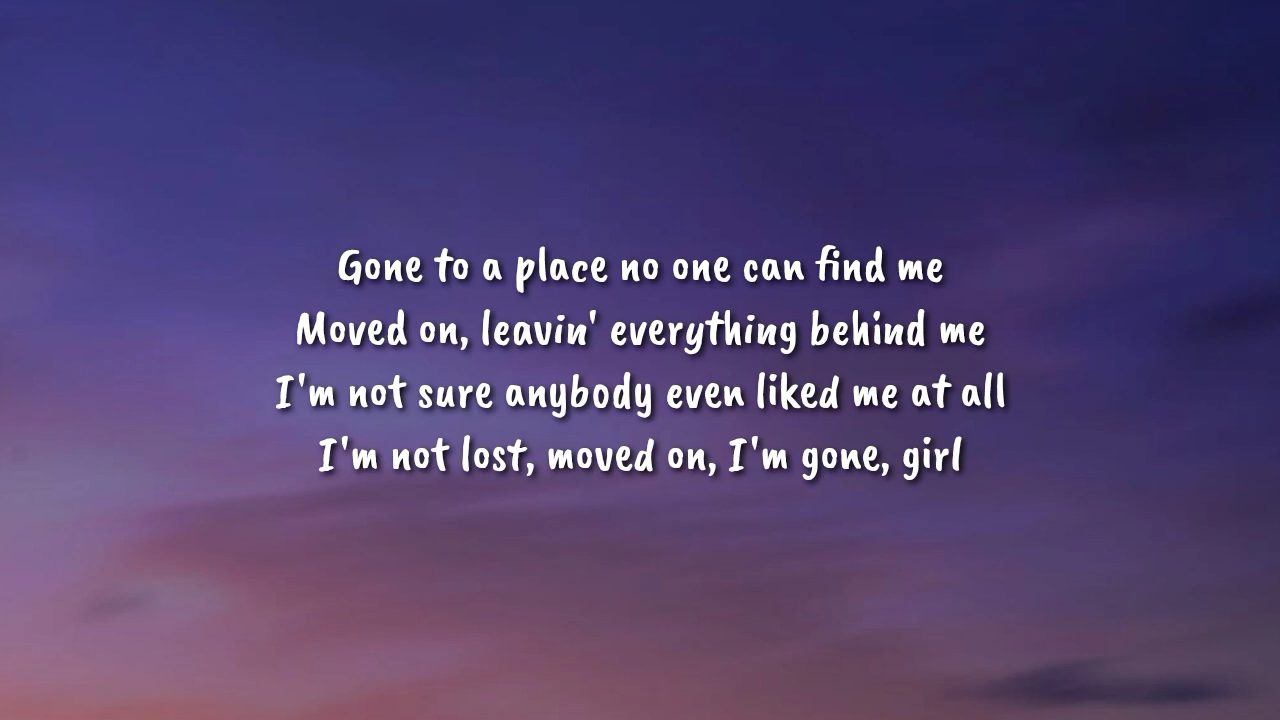 Gone to a place no one can find me
Moved on, leavin' everything behind me
I'm not sure anybody even liked me at all
I'm not lost, moved on, I'm gone, girl